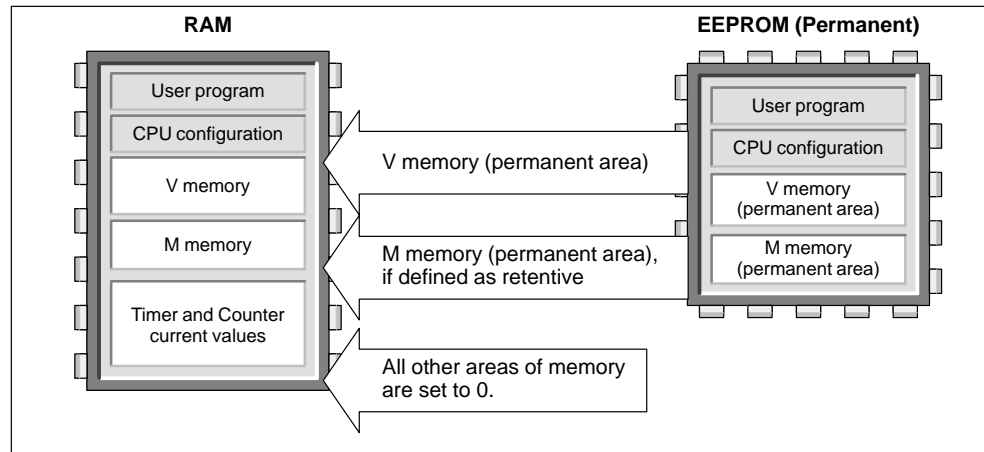 RAM
EEPROM (Permanent)
User program
CPU configuration
V memory
M memory
Timer and Counter
current values
V memory (permanent area)
M memory (permanent area),
if defined as retentive
All other areas of memory
are set to 0.
User program
CPU configuration
V memory
(permanent area)
M memory
(permanent area)